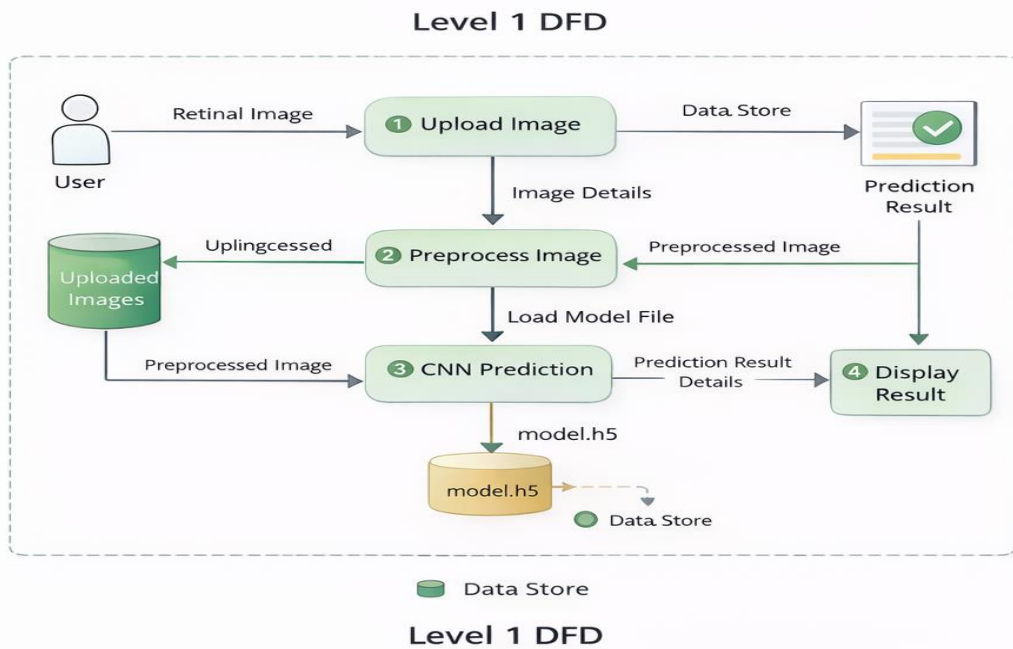 Level 1 DFD
Retinal Image
1 Upload Image
Data Store
User
Image Details
Prediction
Result
Uplingcessed
2 Preprocess Image
Preprocessed Image
Uploaded
Images
Load Model File
Preprocessed Image
3 CNN Prediction
Prediction Result
Details
4 Display
Result
model.h5
model.h5
Data Store
Data Store
Level 1 DFD